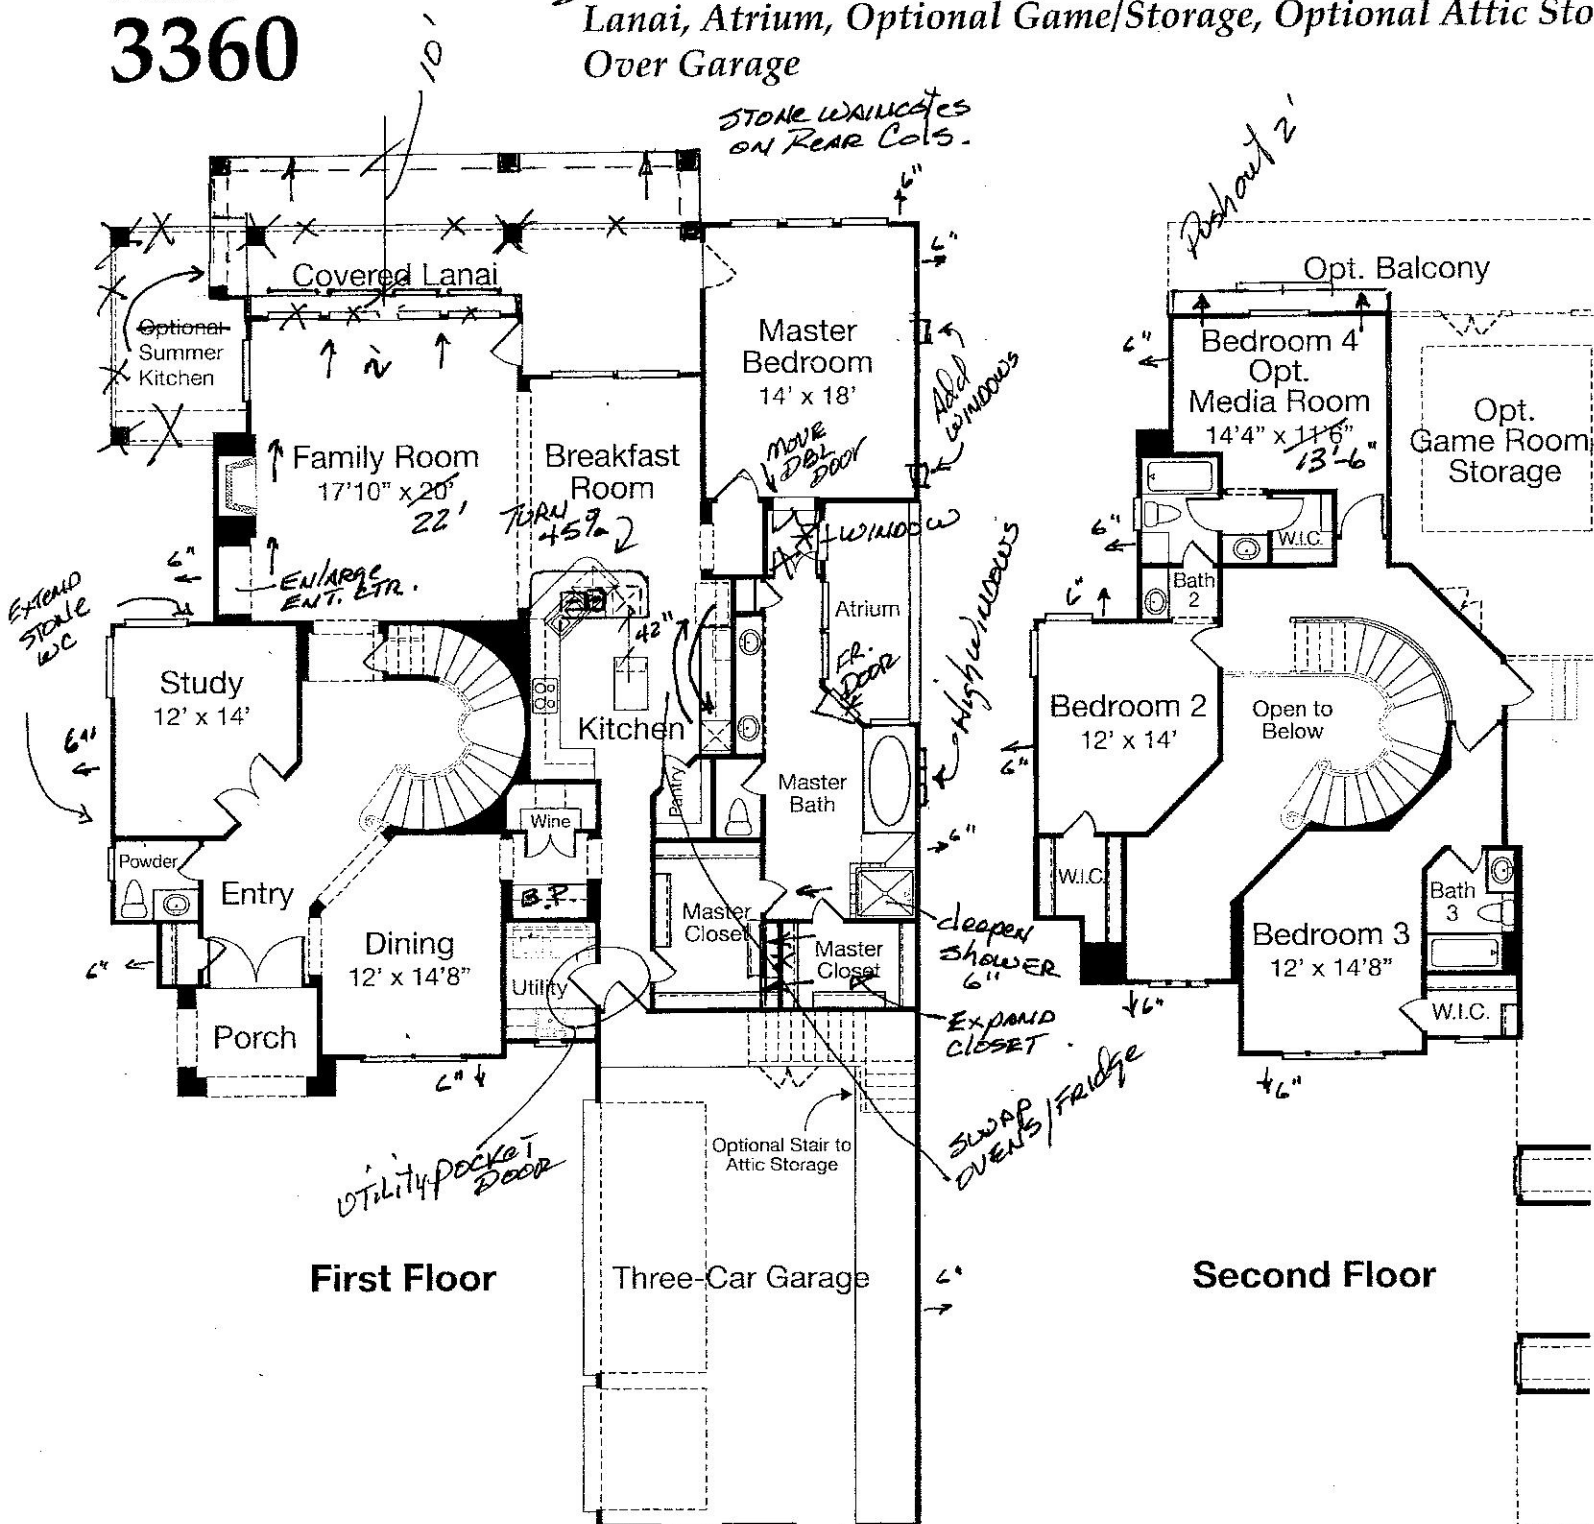 3360
Lanai, Atrium, Optional Game/Storage, Optional Attic Sto
Over Garage
10'
STONE WAINCOTES
ON REAR COLS.
6"
6"
Covered Lanai
Optional
Summer
Kitchen
2'
Master
Bedroom
14' x 18'
Add
WINDOWS
MOVE
DBL
DOOR
Family Room
17'10" x 20'
22'
Breakfast
Room
TURN
45°
WINDOW
6"
ENLARGE
ENT. CTR.
EXTEND
STONE
WC
Study
12' x 14'
6"
42"
Kitchen
Atrium
FR.
DOOR
High WINDOWS
Pantry
Master
Bath
6"
Wine
B.P.
Powder
Entry
Dining
12' x 14'8"
6"
Utility
Porch
6"
Master
Closet
Master
Closet
deepen
SHOWER
6"
EXPAND
CLOSET.
SWAP
OVENS/FRIDGE
UTILITY POCKET
DOOR
Optional Stair to
Attic Storage
First Floor
Three-Car Garage
6"
Pushout 2'
Opt. Balcony
6"
Bedroom 4
Opt.
Media Room
14'4" x 11'6"
13'-6"
Opt.
Game Room
Storage
6"
W.I.C.
Bath
2
6"
Bedroom 2
12' x 14'
6"
Open to
Below
W.I.C.
Bath
3
Bedroom 3
12' x 14'8"
W.I.C.
6"
6"
Second Floor